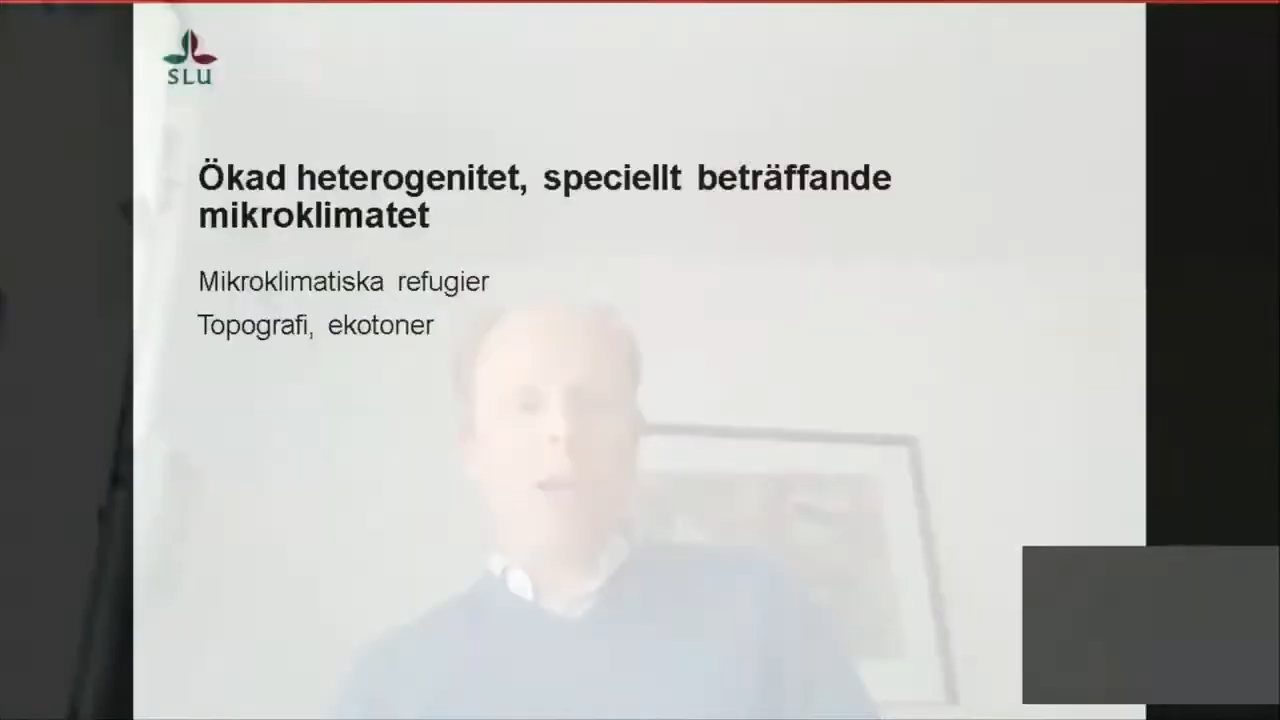 SLU
Ökad heterogenitet, speciellt beträffande
mikroklimatet
Mikroklimatiska refugier
Topografi, ekotoner